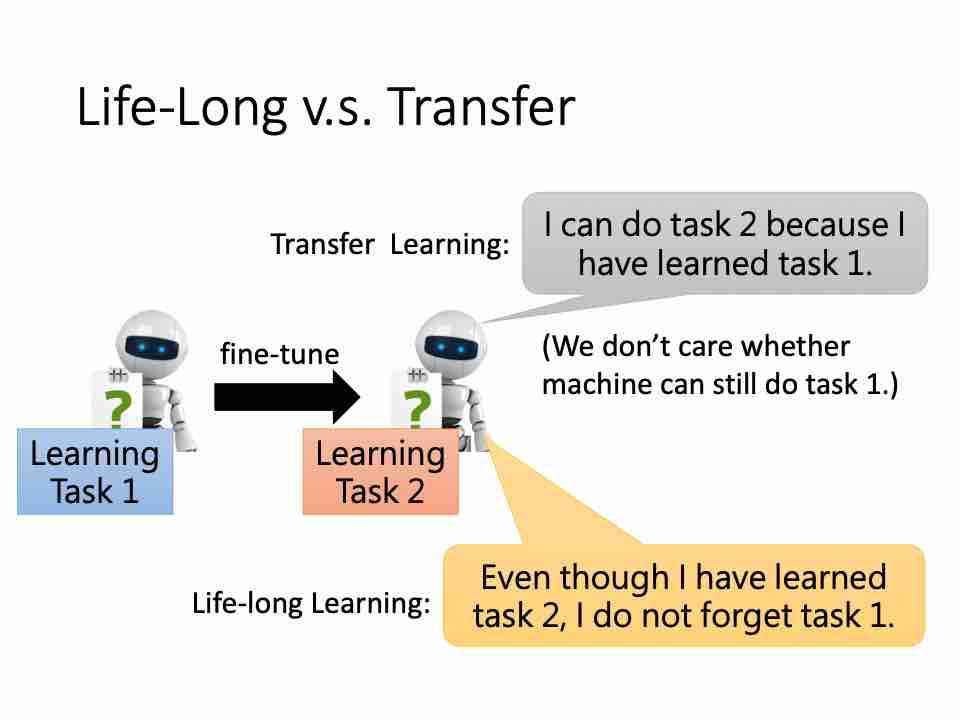 Life-Long v.s. Transfer
Transfer Learning:
I can do task 2 because I
have learned task 1.
fine-tune
(We don’t care whether
machine can still do task 1.)
?
?
Learning
Task 1
Learning
Task 2
Life-long Learning:
Even though I have learned
task 2, I do not forget task 1.